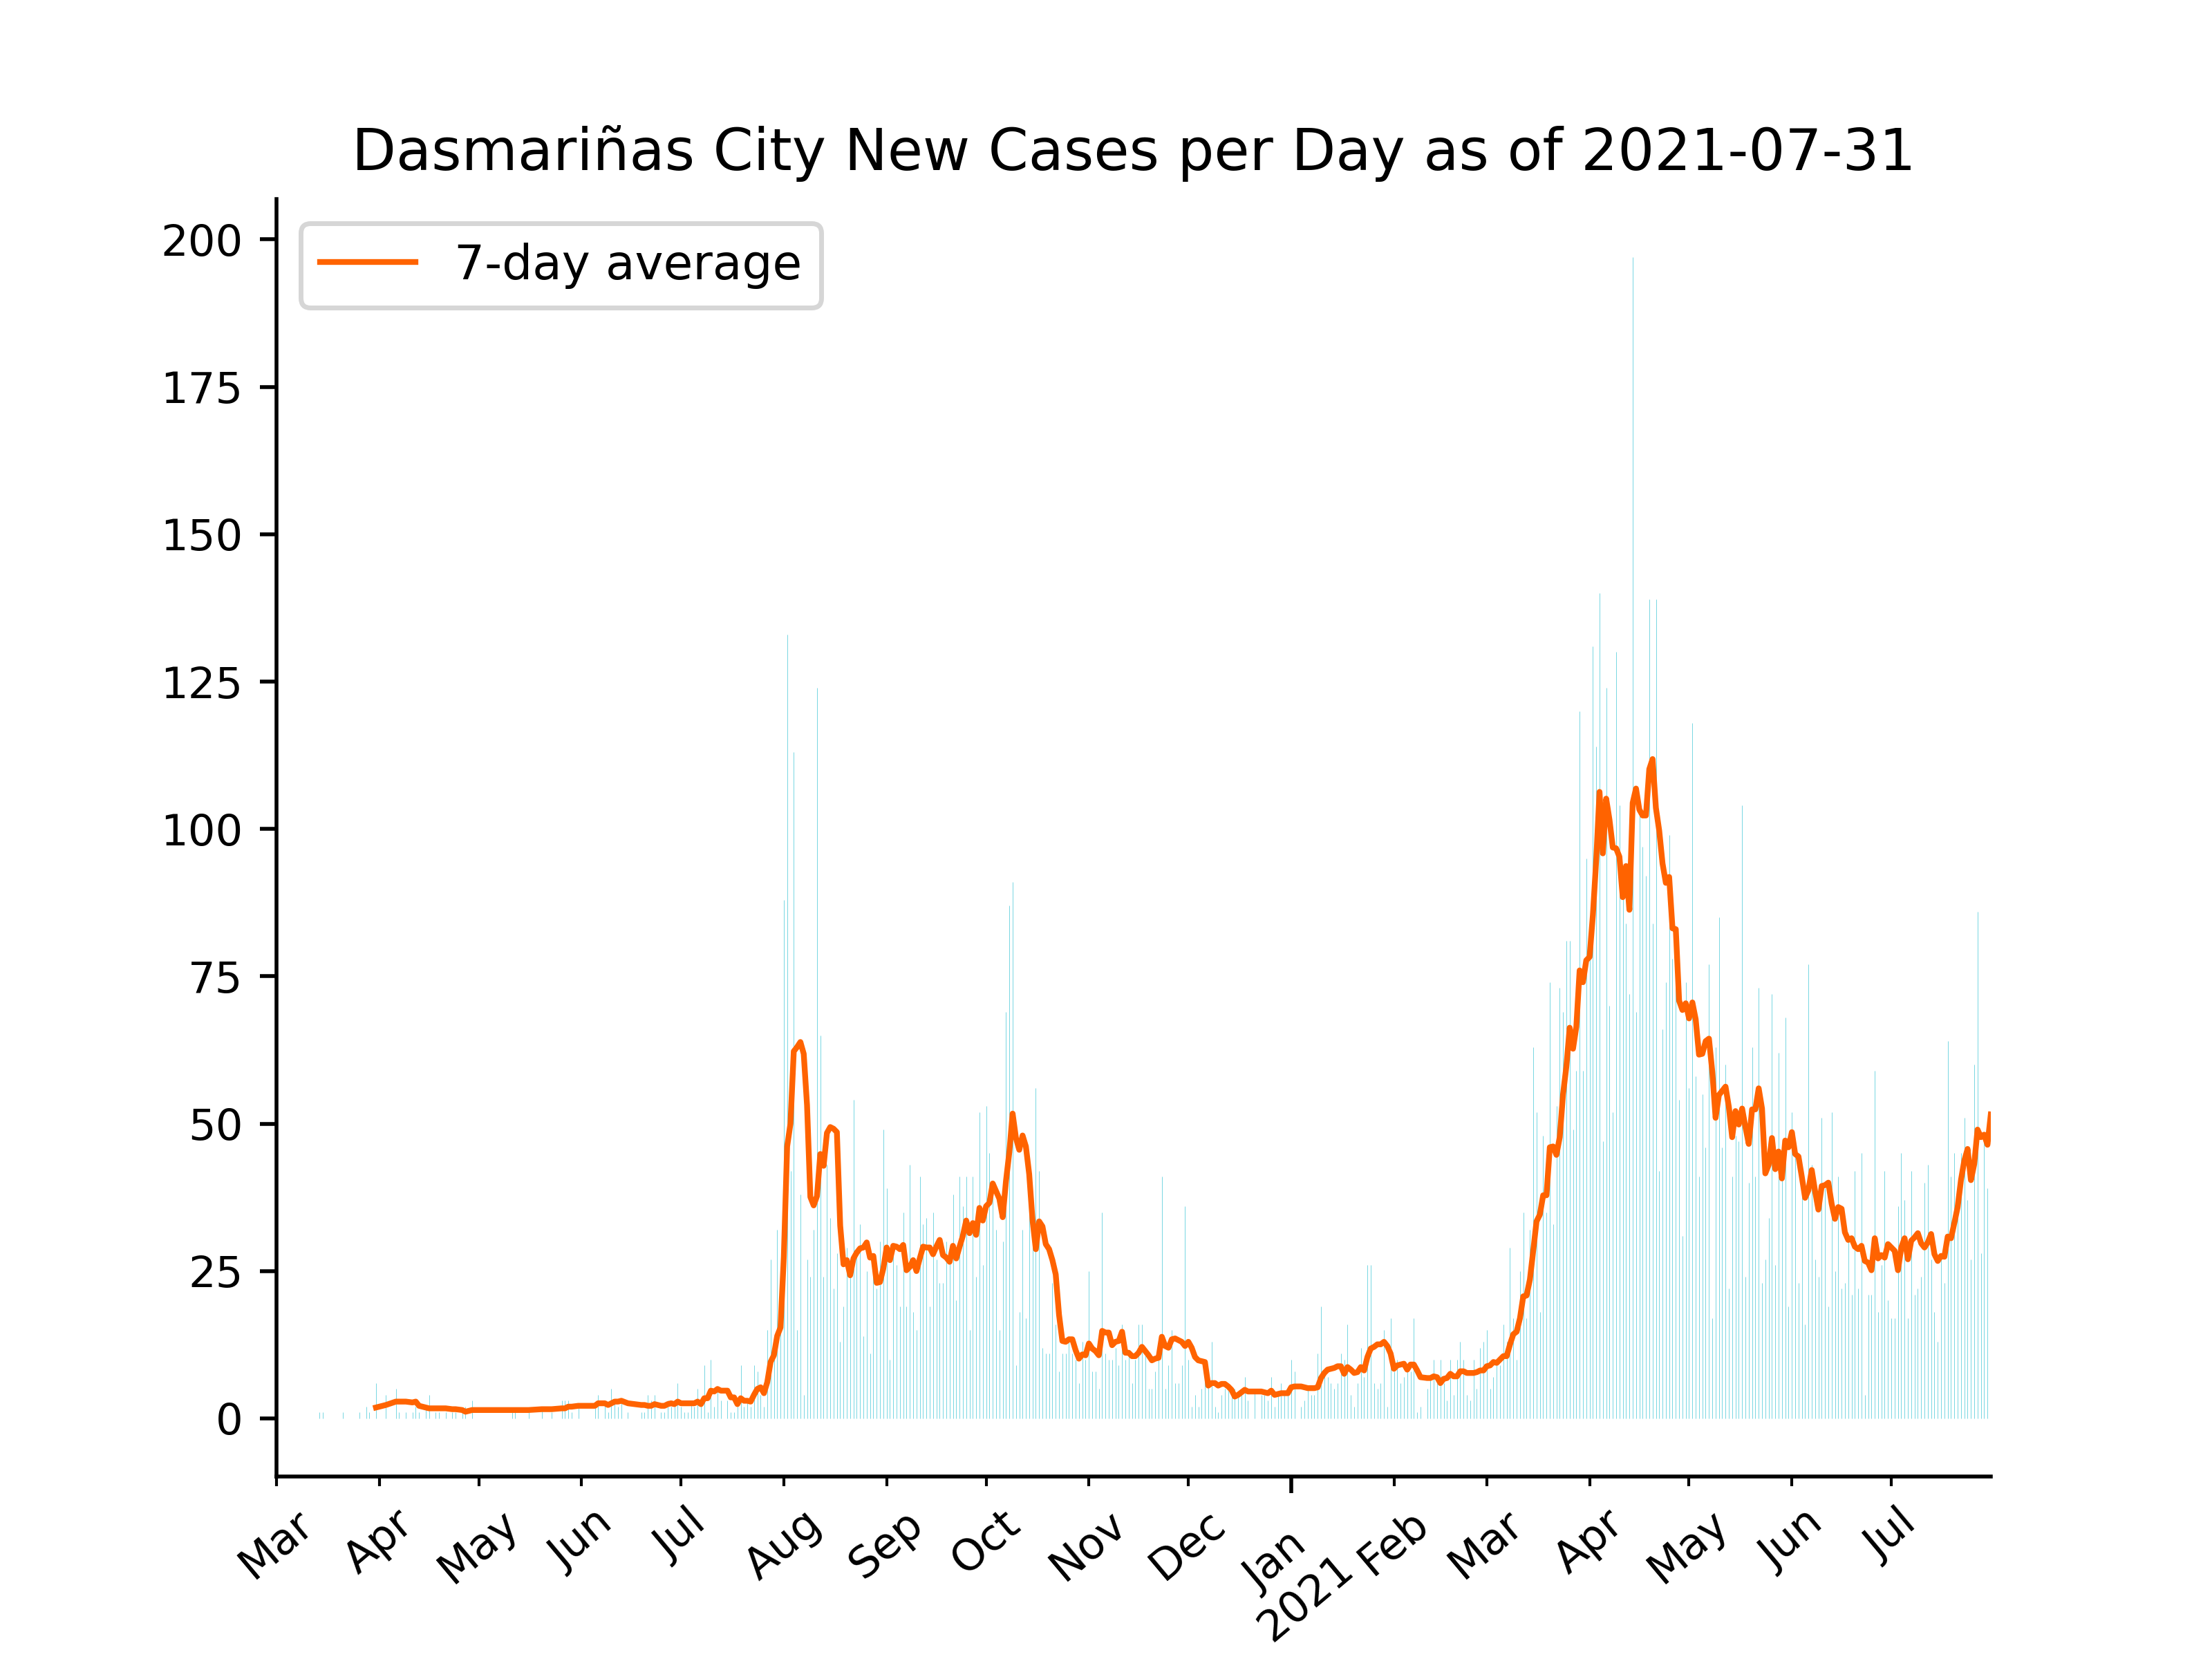 Dasmariñas City New Cases per Day as of 2021-07-31
7-day average
200
175
150
125
100
75
50
25
0
Mar
Apr
May
Jun
Jul
Aug
Sep
Oct
Nov
Dec
Jan
2021
Feb
Mar
Apr
May
Jun
Jul